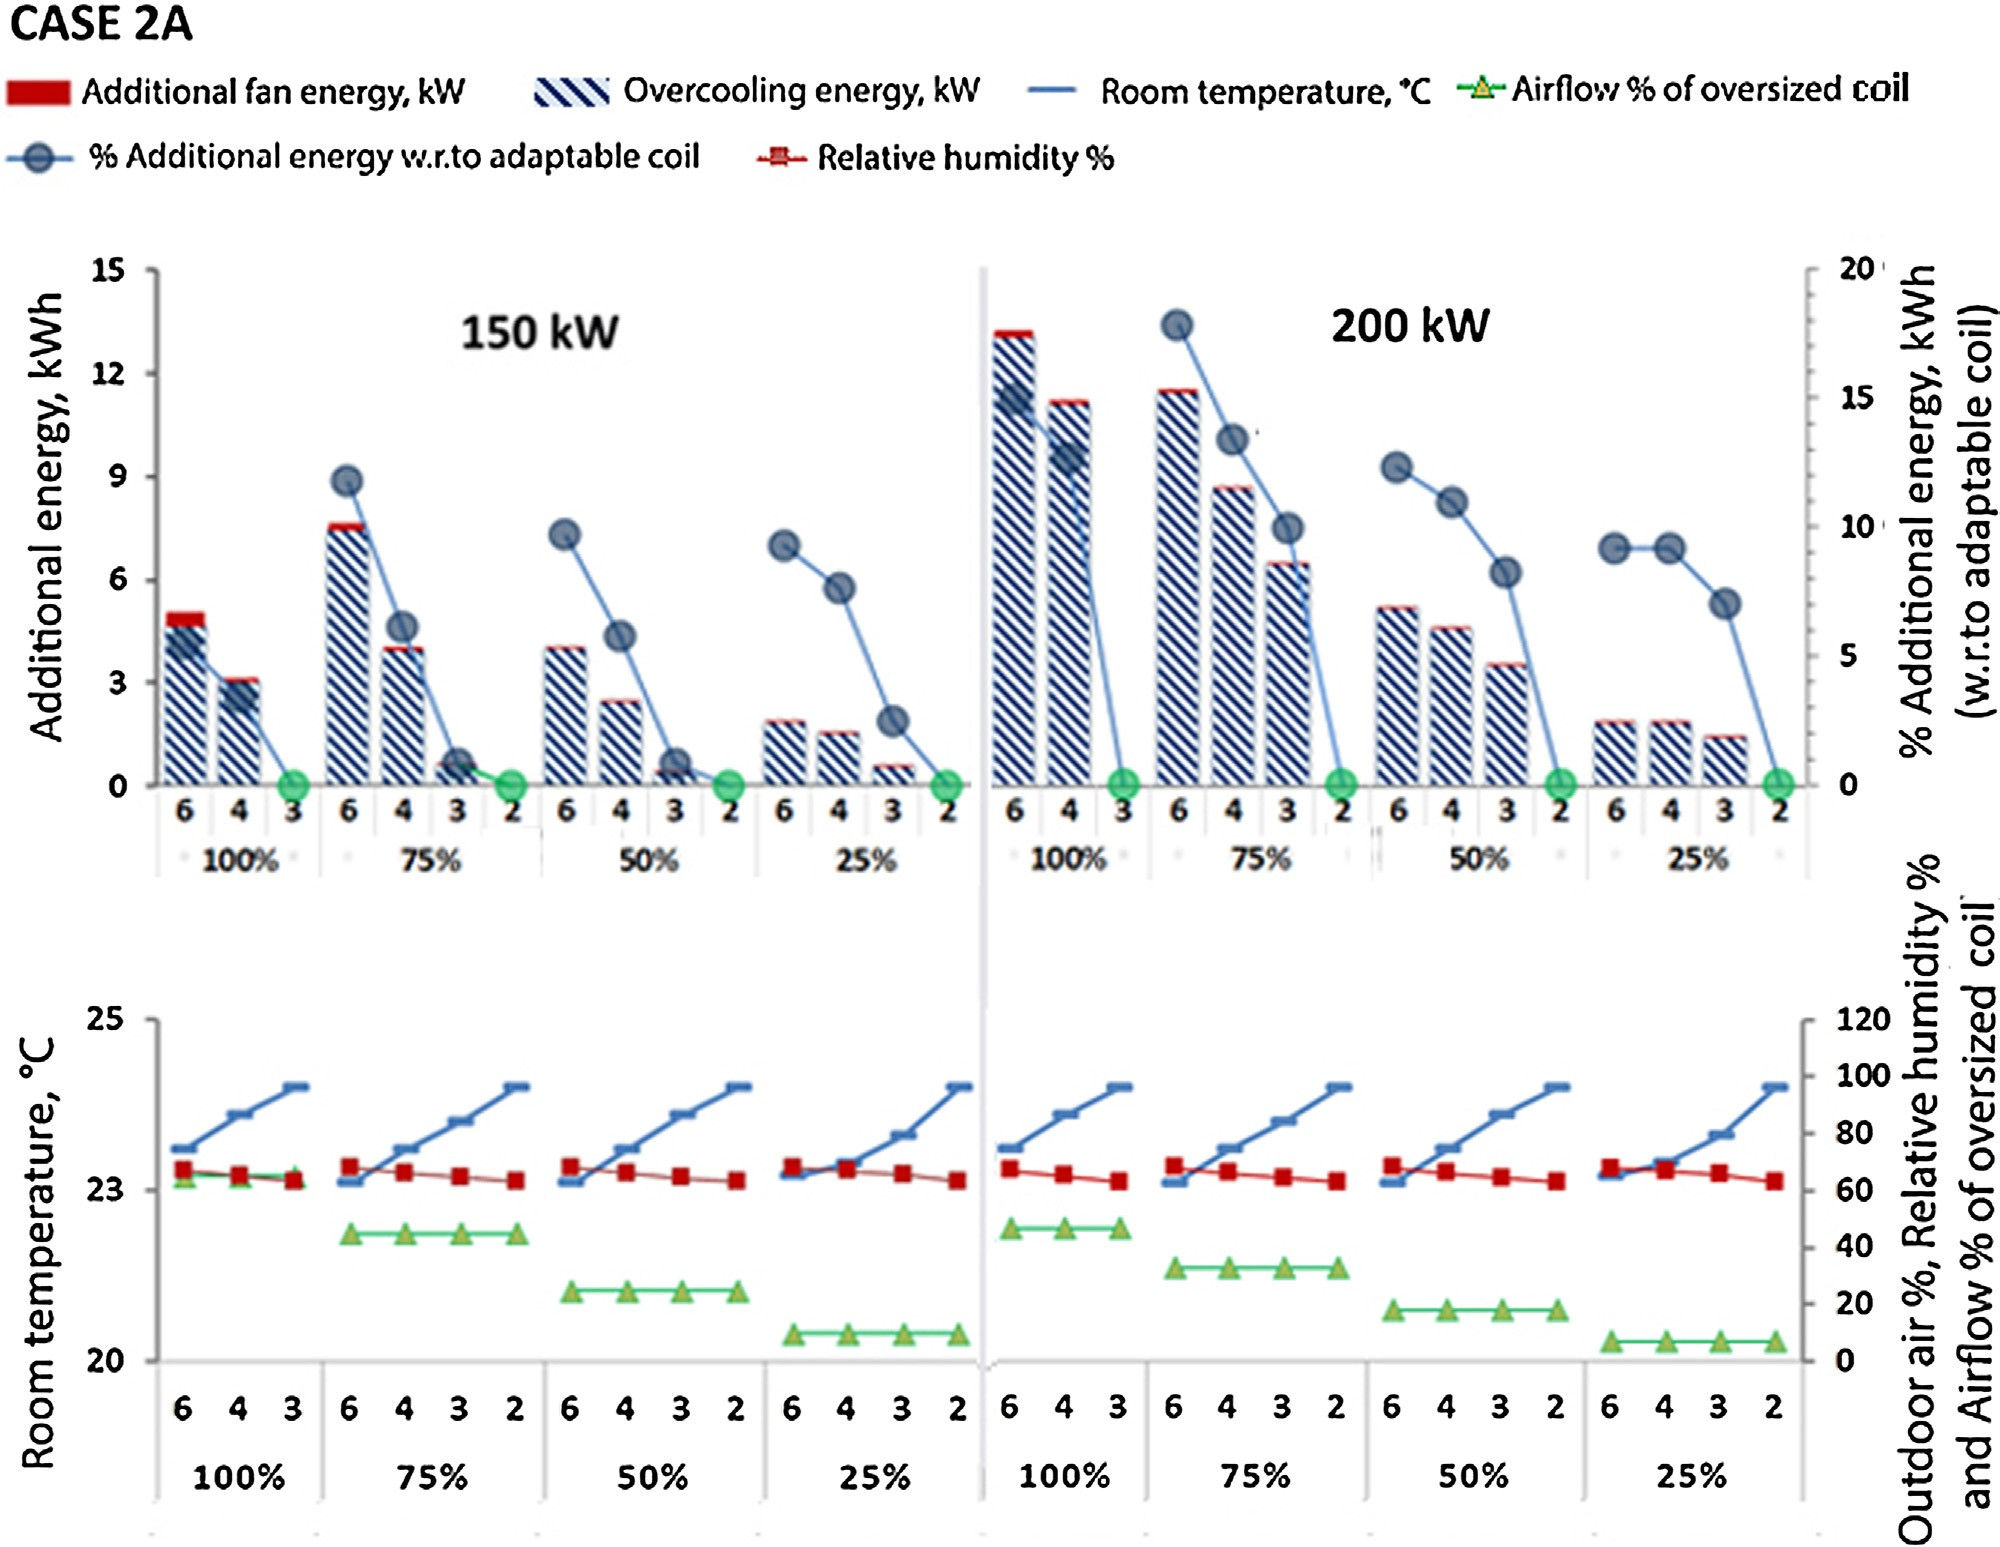 CASE 2A
Additional fan energy, kW Overcooling energy, kW Room temperature, °C Airflow % of oversized coil
% Additional energy w.r.to adaptable coil Relative humidity %
Additional energy, kWh
15
12
9
6
3
0
150 kW
200 kW
20
15
10
5
0
% Additional energy, kWh
(w.r.to adaptable coil)
6 4 3 6 4 3 2 6 4 3 2 6 4 3 2 6 4 3 6 4 3 2 6 4 3 2 6 4 3 2
100% 75% 50% 25% 100% 75% 50% 25%
Room temperature, °C
25
23
20
120
100
80
60
40
20
0
Outdoor air %, Relative humidity %
and Airflow % of oversized coil
6 4 3 6 4 3 2 6 4 3 2 6 4 3 2 6 4 3 6 4 3 2 6 4 3 2 6 4 3 2
100% 75% 50% 25% 100% 75% 50% 25%